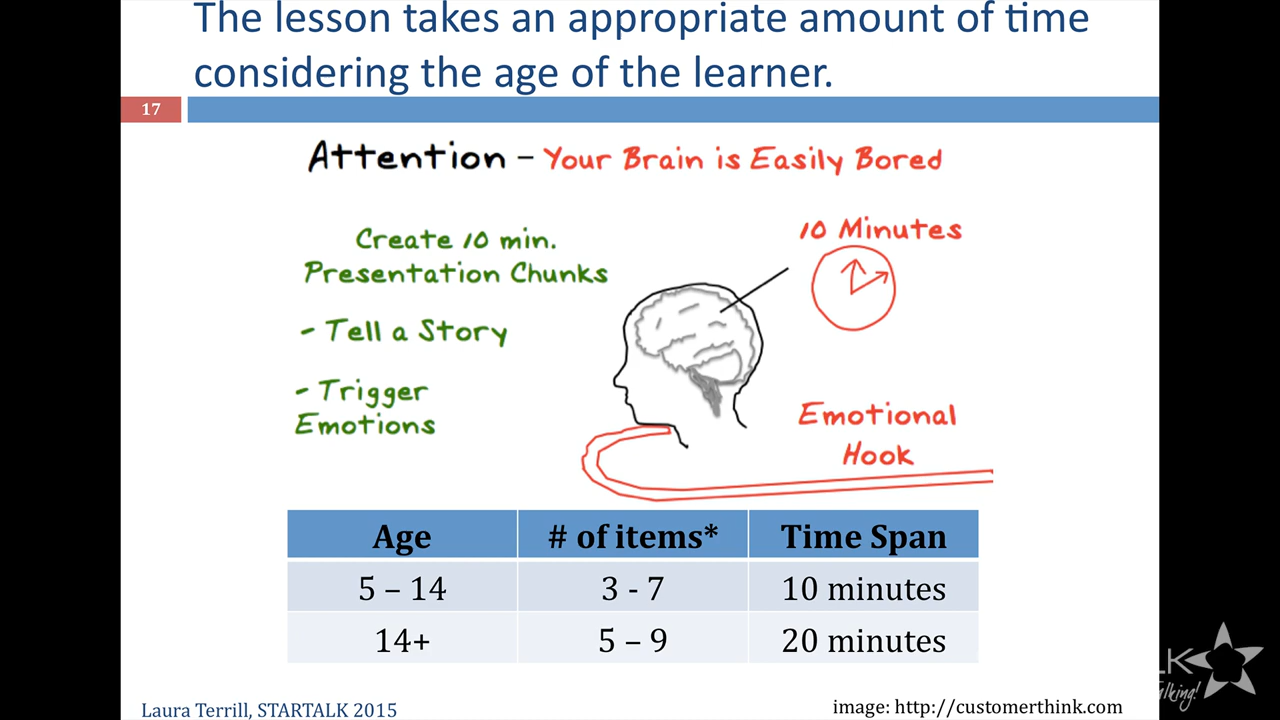 The lesson takes an appropriate amount of time
considering the age of the learner.
17
Attention – Your Brain is Easily Bored
Create 10 min.
Presentation Chunks
- Tell a Story
- Trigger
Emotions
10 Minutes
Emotional
Hook
Age # of items* Time Span
5 – 14 3 - 7 10 minutes
14+ 5 – 9 20 minutes
LK
alking!
Laura Terrill, STARTALK 2015
image: http://customerthink.com